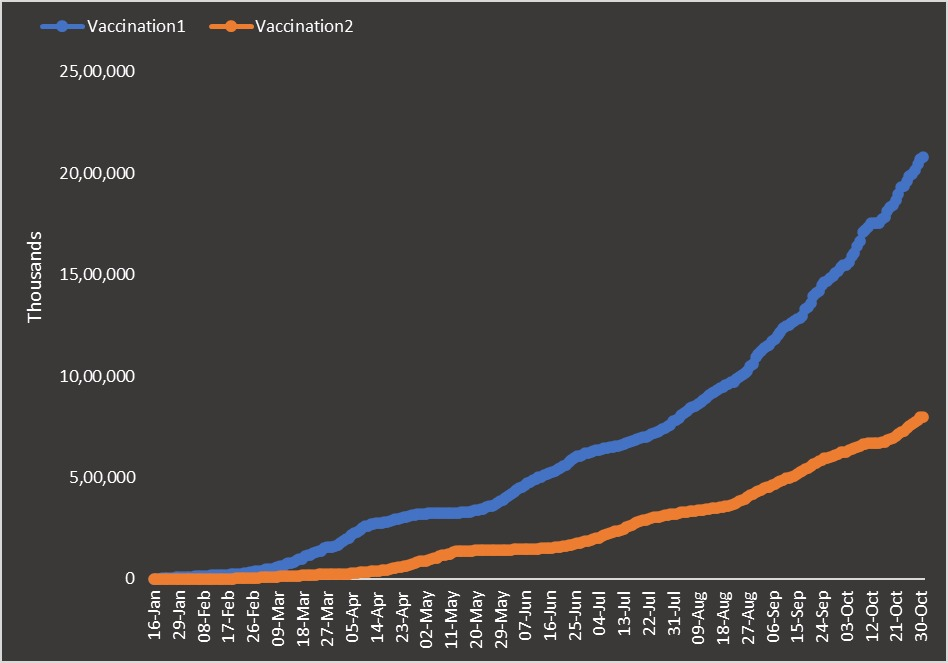 Vaccination1 Vaccination2
25,00,000
20,00,000
15,00,000
10,00,000
5,00,000
0
Thousands
16-Jan
29-Jan
08-Feb
17-Feb
26-Feb
09-Mar
18-Mar
27-Mar
05-Apr
14-Apr
23-Apr
02-May
11-May
20-May
29-May
07-Jun
16-Jun
25-Jun
04-Jul
13-Jul
22-Jul
31-Jul
09-Aug
18-Aug
27-Aug
06-Sep
15-Sep
24-Sep
03-Oct
12-Oct
21-Oct
30-Oct